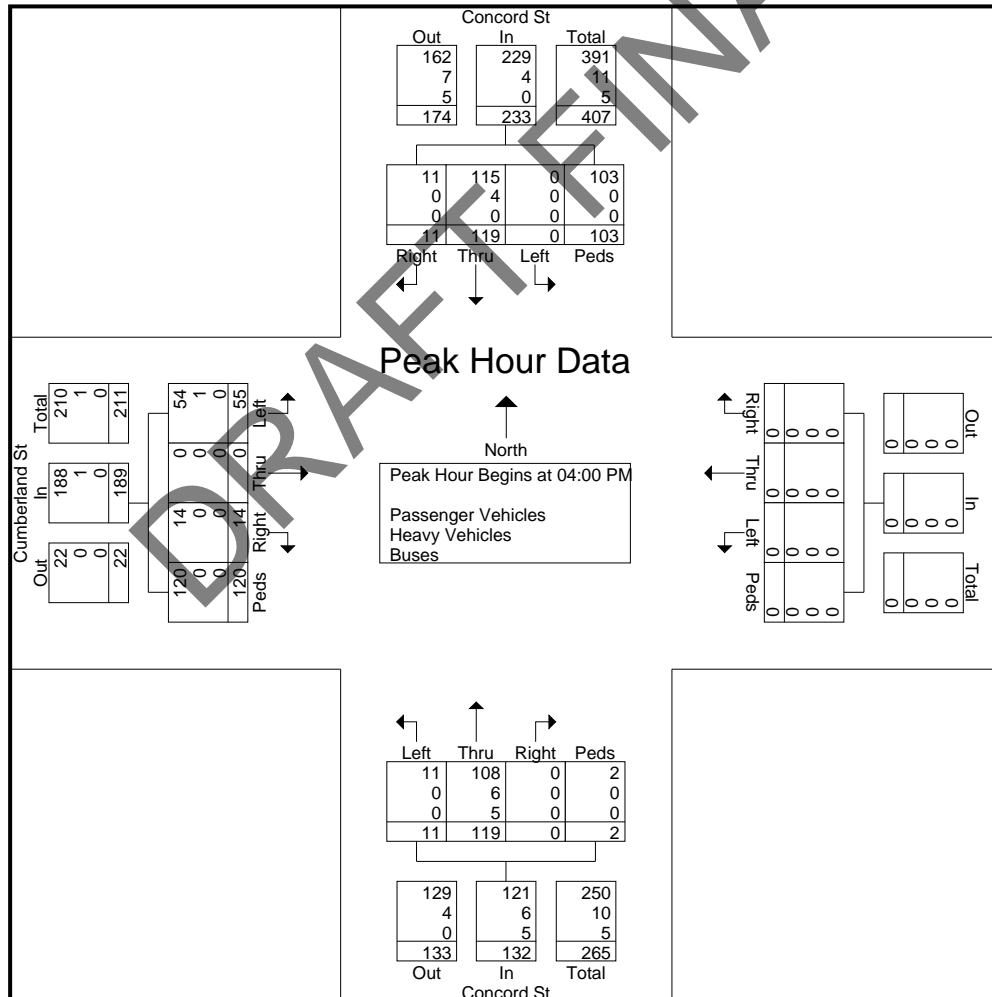 Concord St
Out In Total
162 229 391
7 4 11
5 0 5
174 233 407
11 115 0 103
0 4 0 0
0 0 0 0
11 119 0 103
Right Thru Left Peds
Peak Hour Data
North
Peak Hour Begins at 04:00 PM
Passenger Vehicles
Heavy Vehicles
Buses
Cumberland St
Out In Total
22 188 210
0 1 1
0 0 0
22 189 211
Peds Right Thru Left
120 14 0 54
0 0 0 1
0 0 0 0
120 14 0 55
Right Thru Left Peds
0 0 0 0
0 0 0 0
0 0 0 0
0 0 0 0
Out In Total
0 0 0
0 0 0
0 0 0
0 0 0
Left Thru Right Peds
11 108 0 2
0 6 0 0
0 5 0 0
11 119 0 2
129 121 250
4 6 10
0 5 5
133 132 265
Out In Total
Concord St
DRAFT